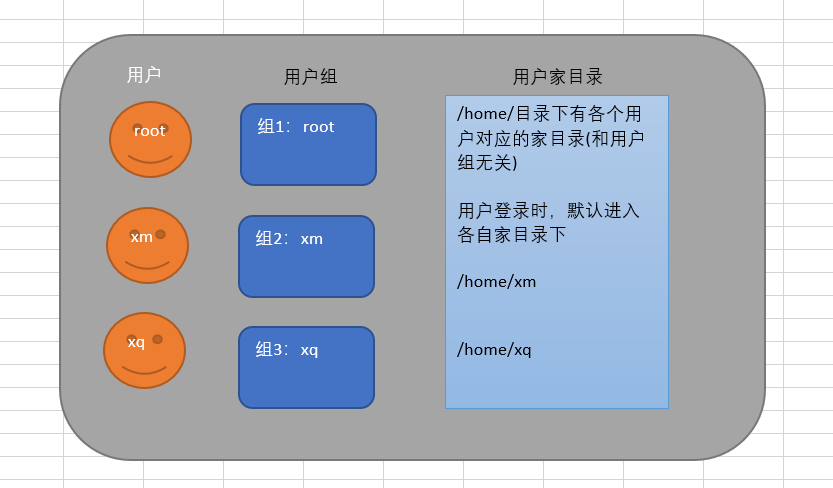 用户
用户组
用户家目录
root
组1：root
/home/目录下有各个用
户对应的家目录(和用户
组无关)
用户登录时，默认进入
各自家目录下
xm
组2：xm
/home/xm
xq
组3：xq
/home/xq